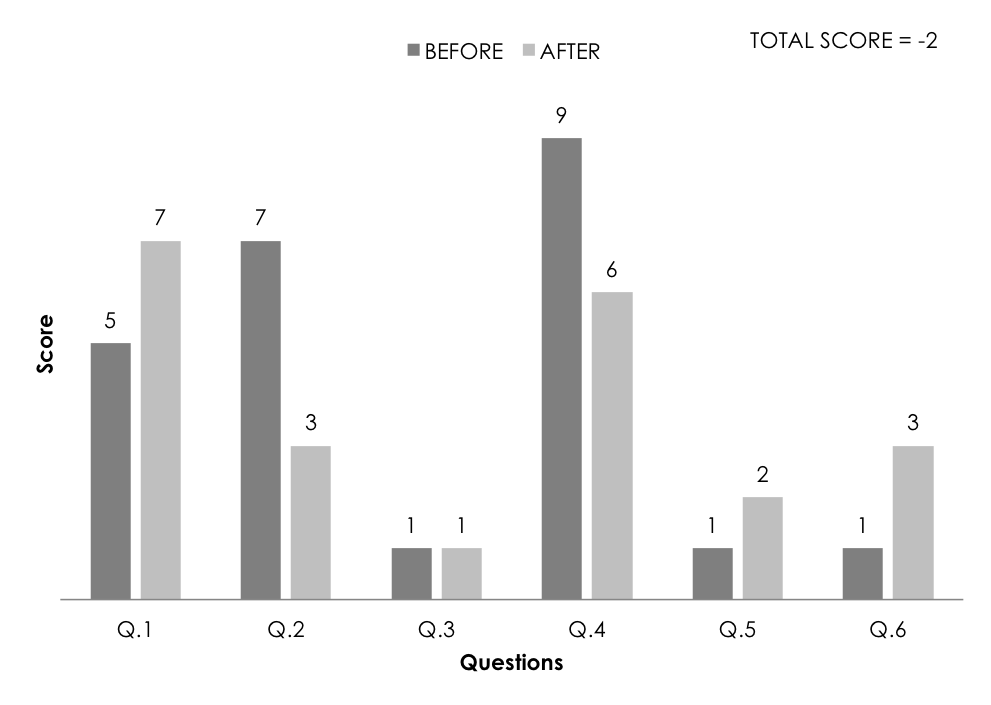 BEFORE AFTER
TOTAL SCORE = -2
9
7 7
6
5
3 3
2
1 1 1 1
Score
Q.1 Q.2 Q.3 Q.4 Q.5 Q.6
Questions